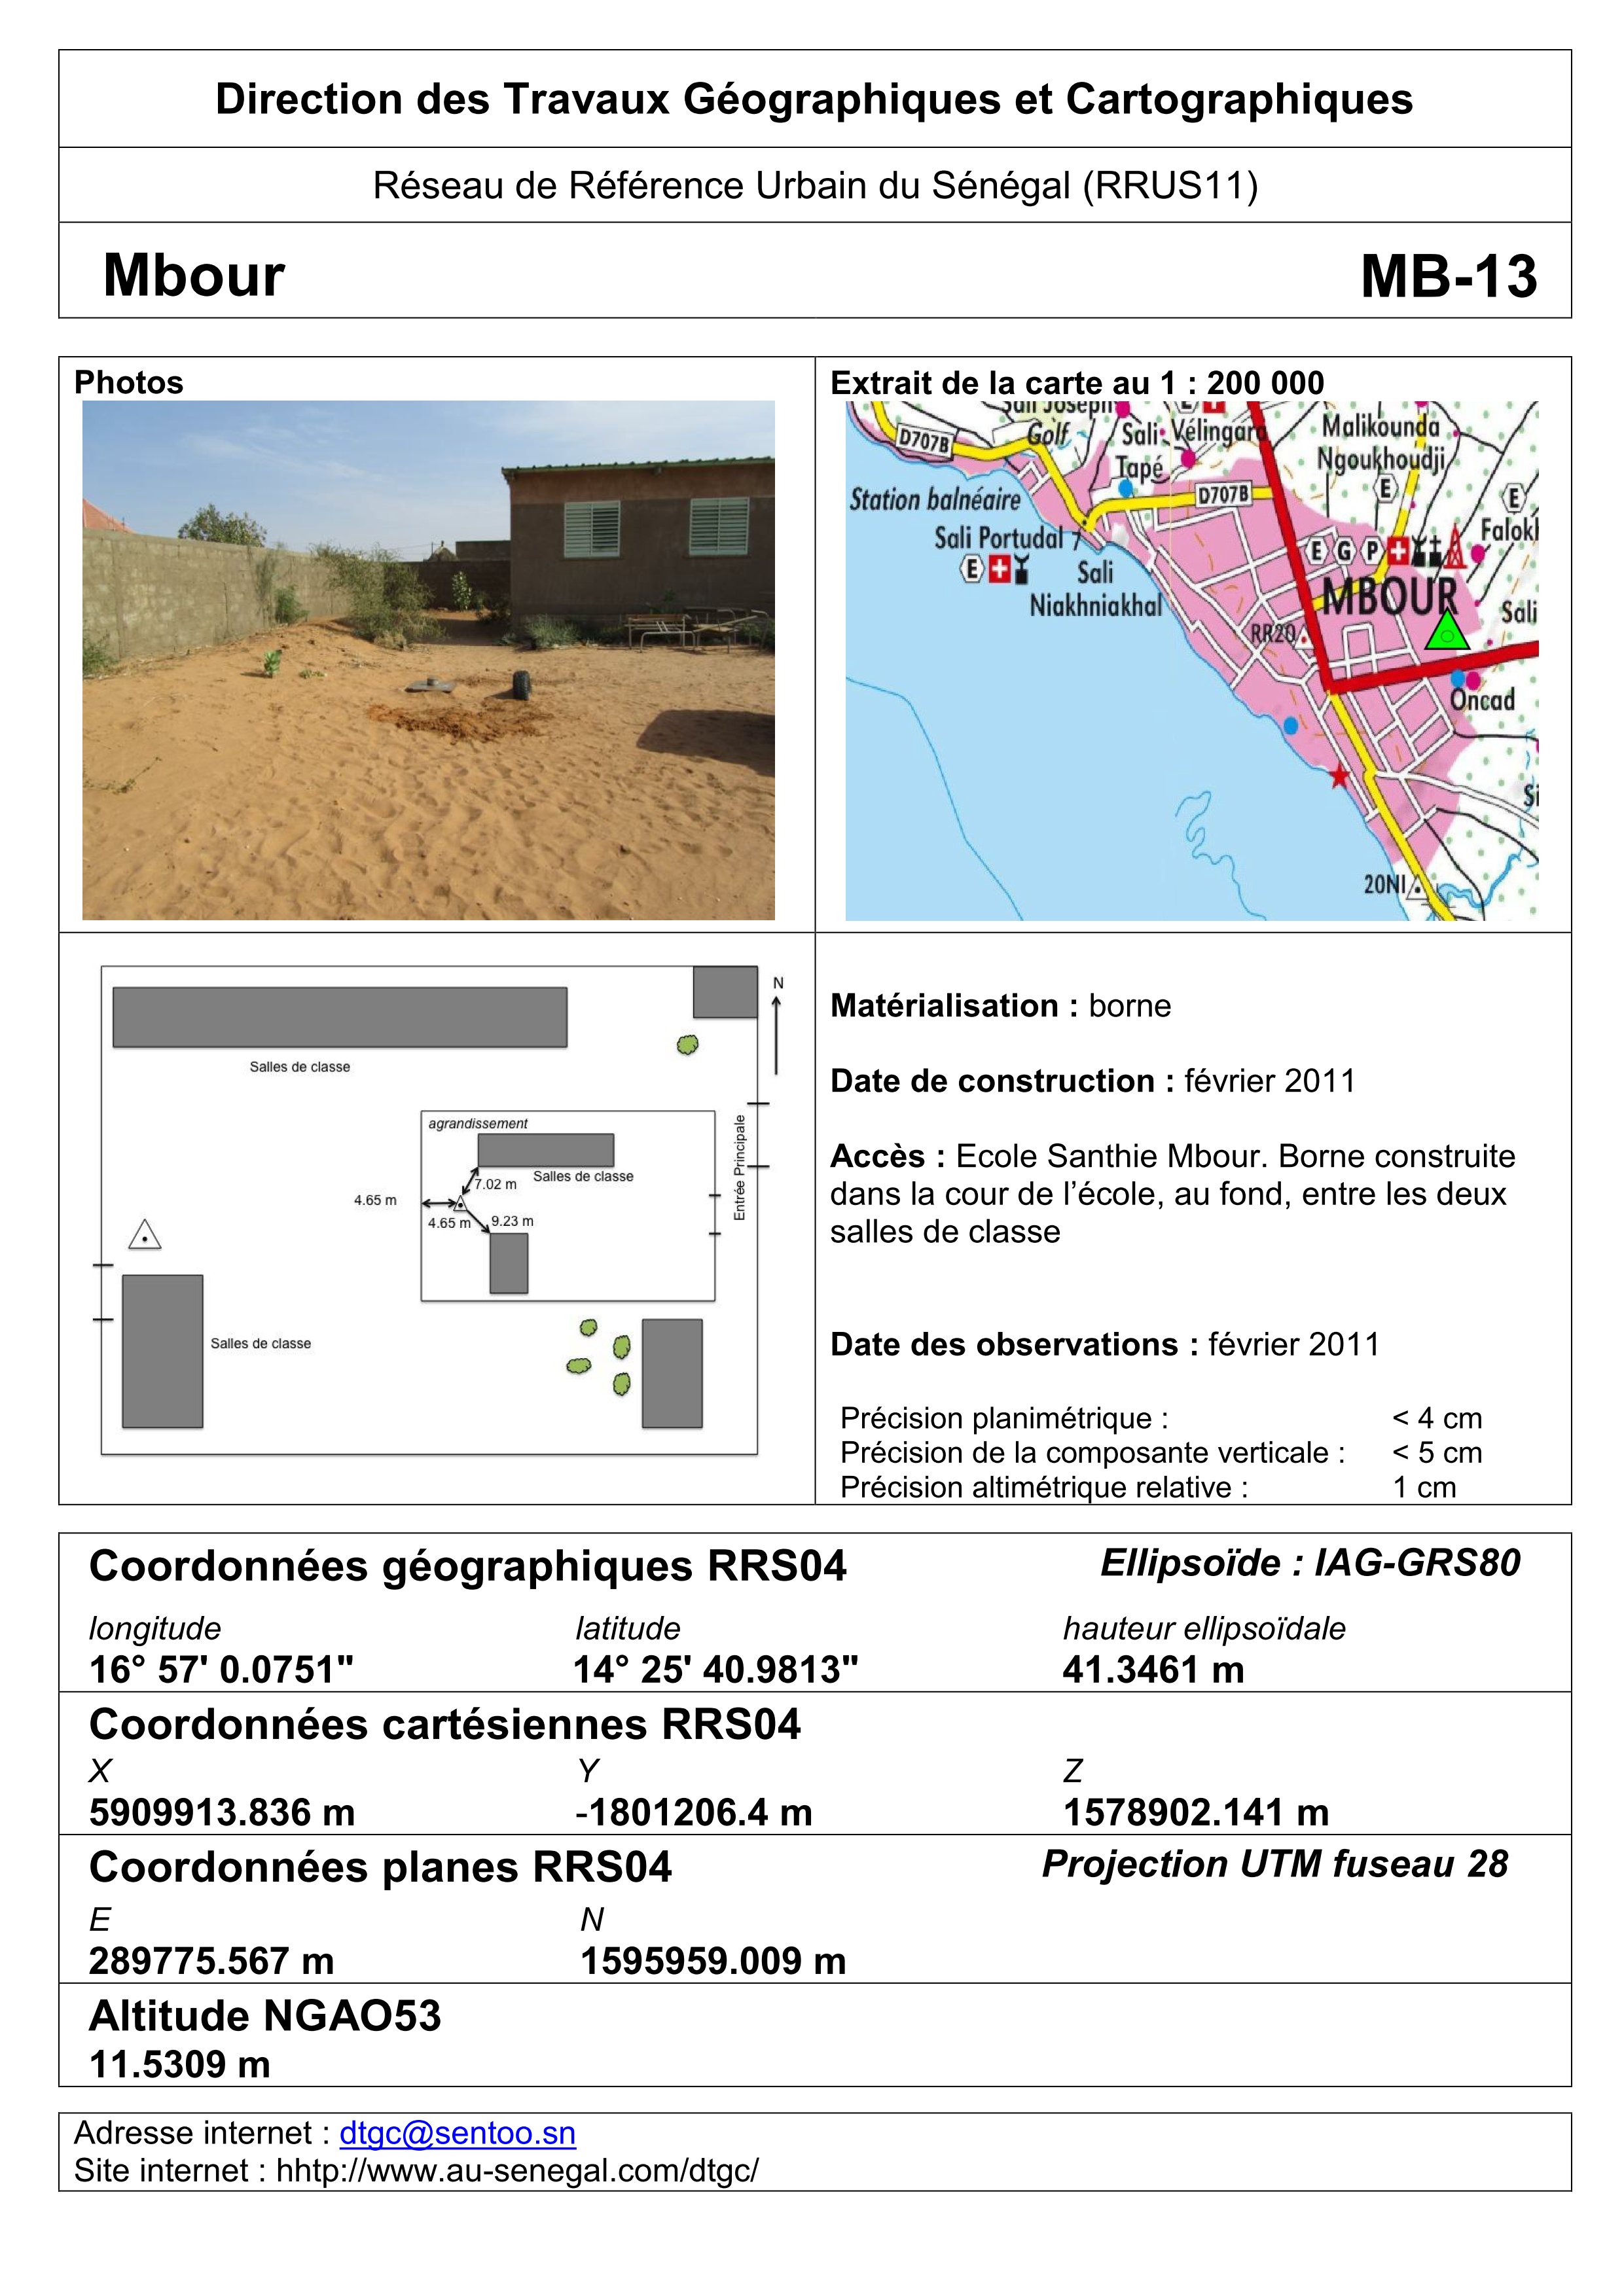 Direction des Travaux Géographiques et Cartographiques
Réseau de Référence Urbain du Sénégal (RRUS11)
Mbour MB-13
Photos
Extrait de la carte au 1 : 200 000
Sali Joseph
E
D707B
Golf
Sali Vélingara
Malikounda
Tapé
Ngoukhoudji
E
Station balnéaire
D707B
E
Sali Portudal
E G P
Falok
E
Sali
MBOUR
Niakhniakhal
Sali
RR20
Oncad
Si
20NI
N
Salles de classe
agrandissement
Salles de classe
7.02 m
4.65 m
4.65 m
9.23 m
Entrée Principale
Salles de classe
Matérialisation : borne
Date de construction : février 2011
Accès : Ecole Santhie Mbour. Borne construite
dans la cour de l’école, au fond, entre les deux
salles de classe
Date des observations : février 2011
Précision planimétrique : < 4 cm
Précision de la composante verticale : < 5 cm
Précision altimétrique relative : 1 cm
Coordonnées géographiques RRS04 Ellipsoïde : IAG-GRS80
longitude latitude hauteur ellipsoïdale
16° 57' 0.0751" 14° 25' 40.9813" 41.3461 m
Coordonnées cartésiennes RRS04
X Y Z
5909913.836 m -1801206.4 m 1578902.141 m
Coordonnées planes RRS04 Projection UTM fuseau 28
E N
289775.567 m 1595959.009 m
Altitude NGAO53
11.5309 m
Adresse internet : dtgc@sentoo.sn
Site internet : hhtp://www.au-senegal.com/dtgc/